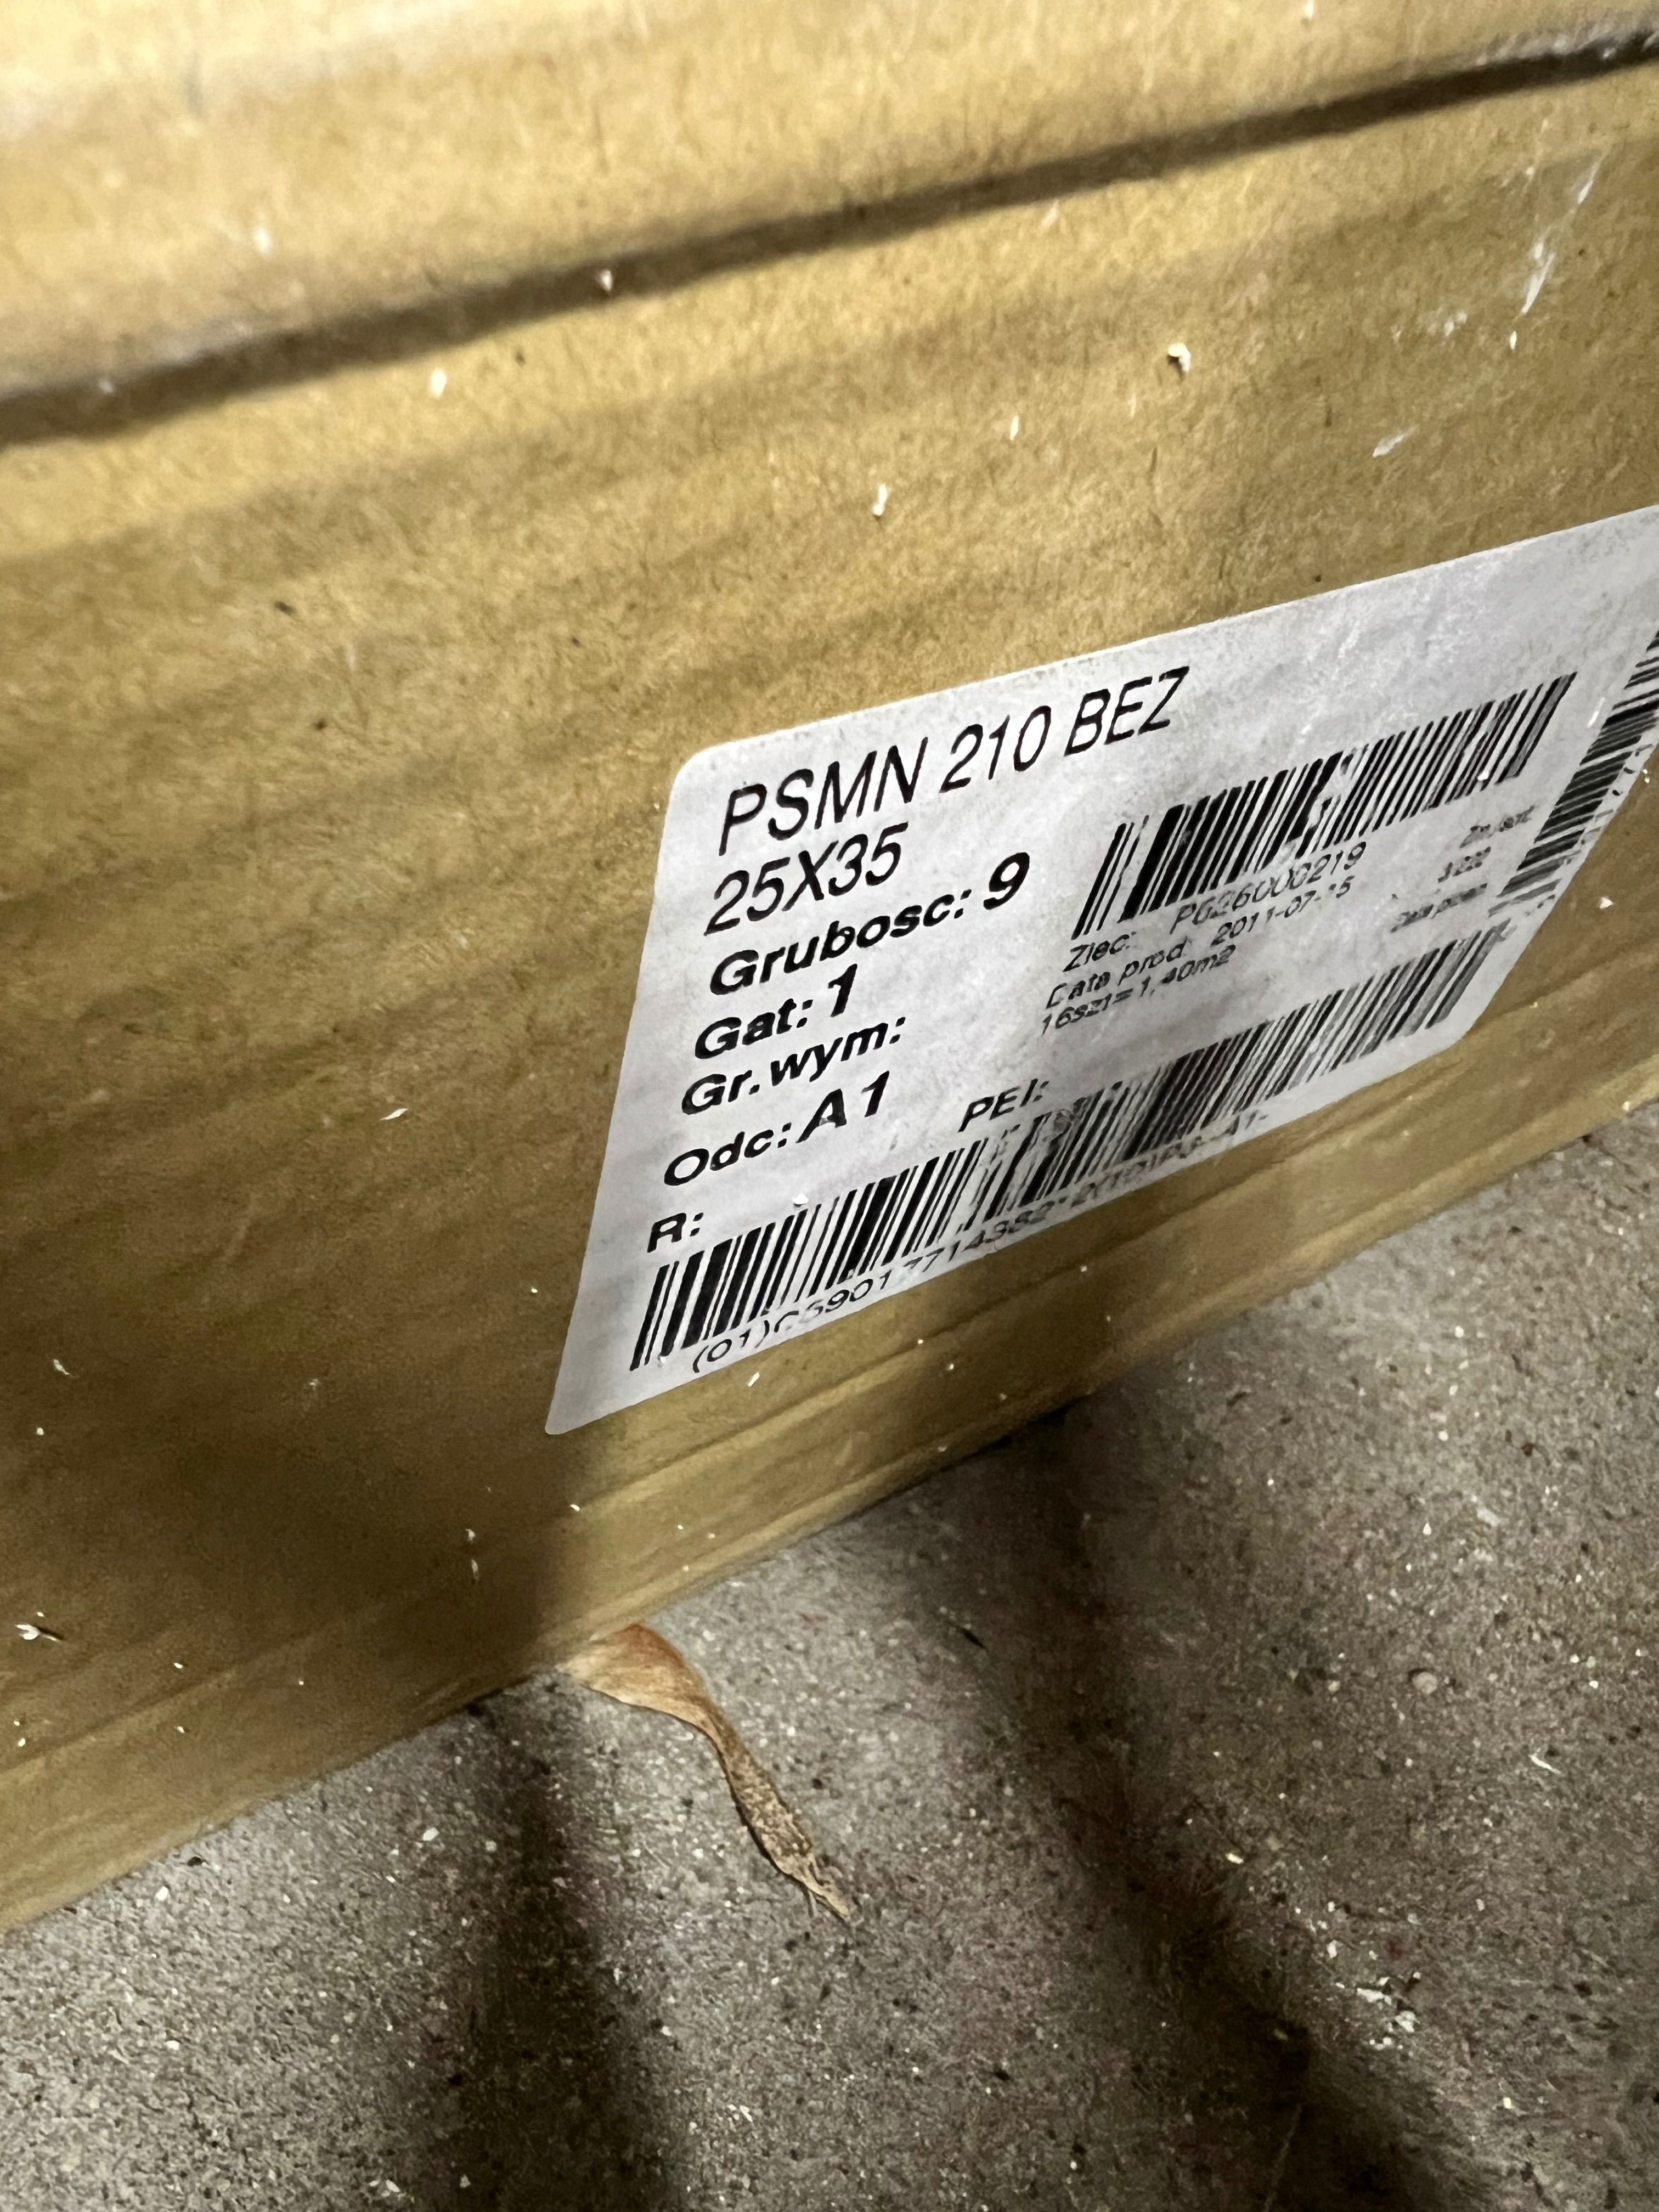 PSMN 210 BEZ
25X35
Grubosc: 9
Gat: 1
Gr.wym:
Odc: A1
PEI:
R:
Zlec: PG26000219
Data prod: 2011-07-15
16szt=1,40m2